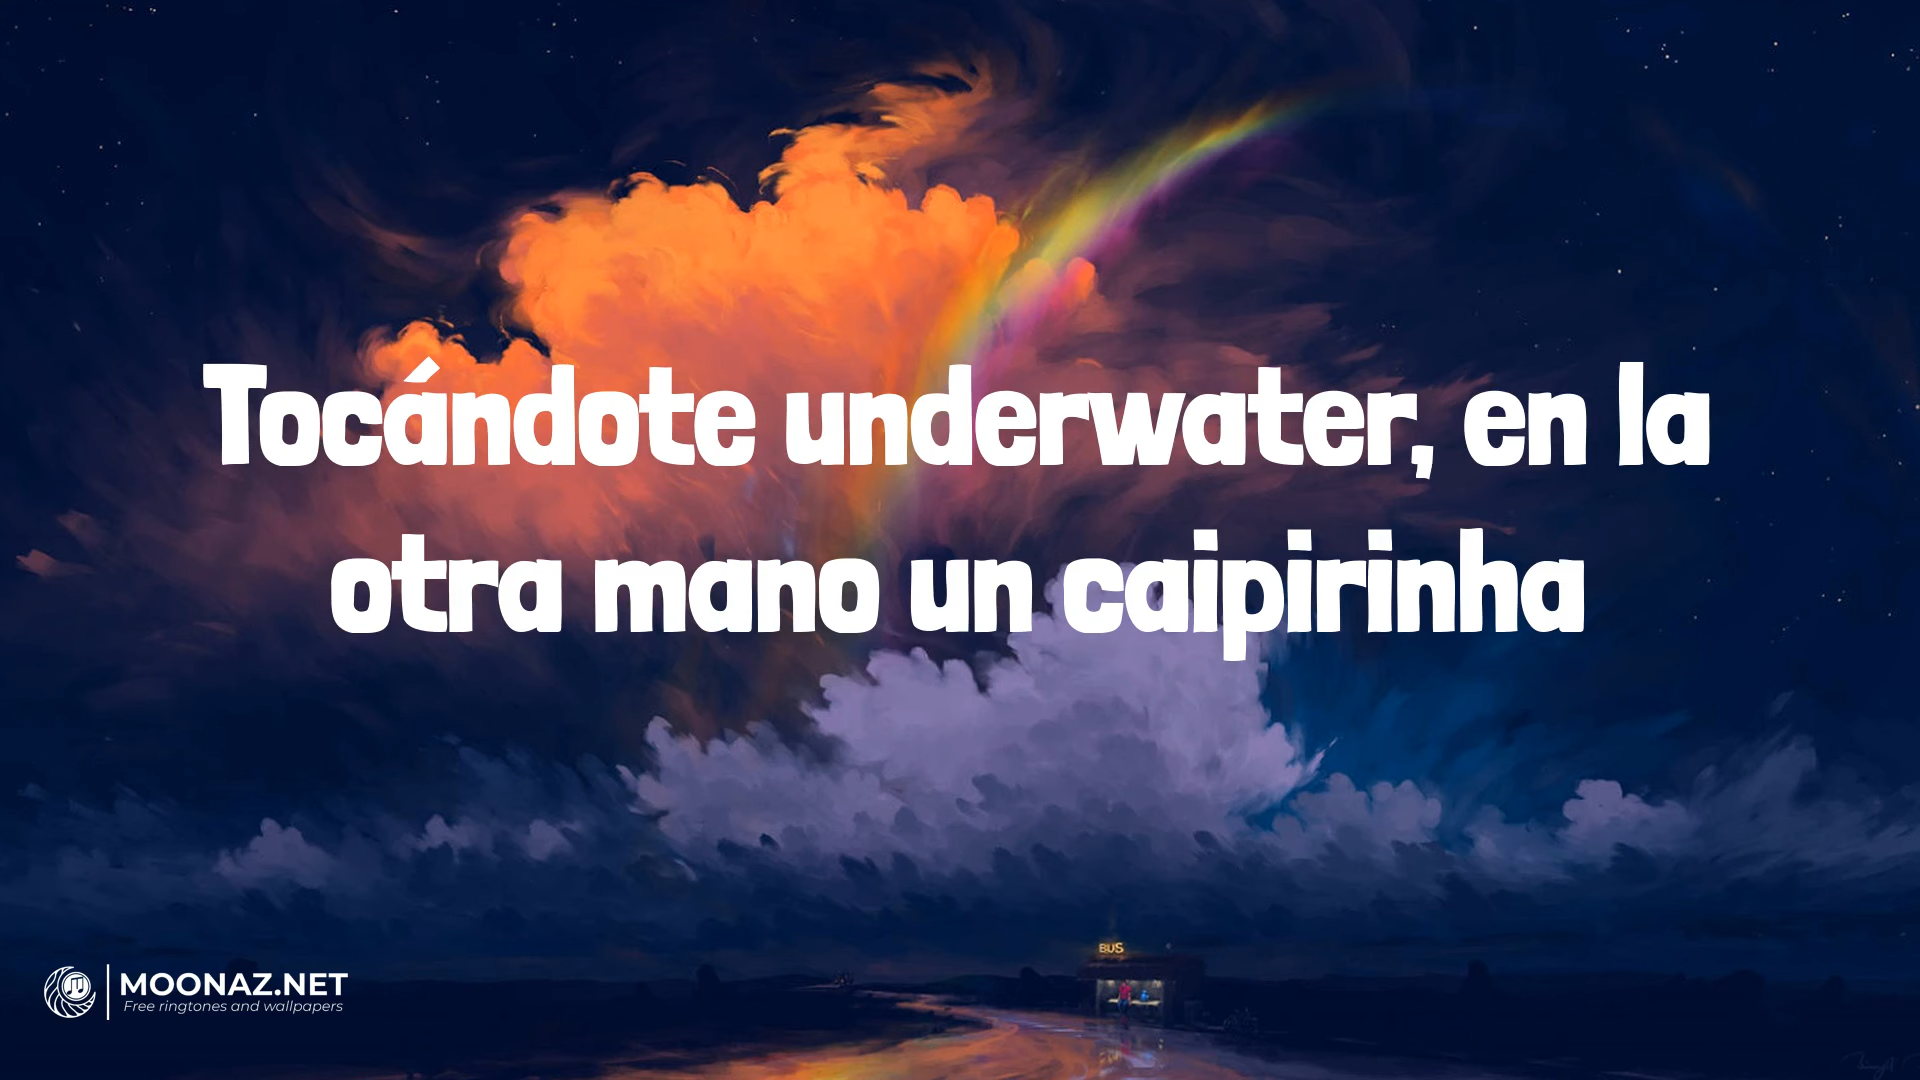 Tocándote underwater, en la
otra mano un caipirinha
BUS
MOONAZ.NET
Free ringtones and wallpapers